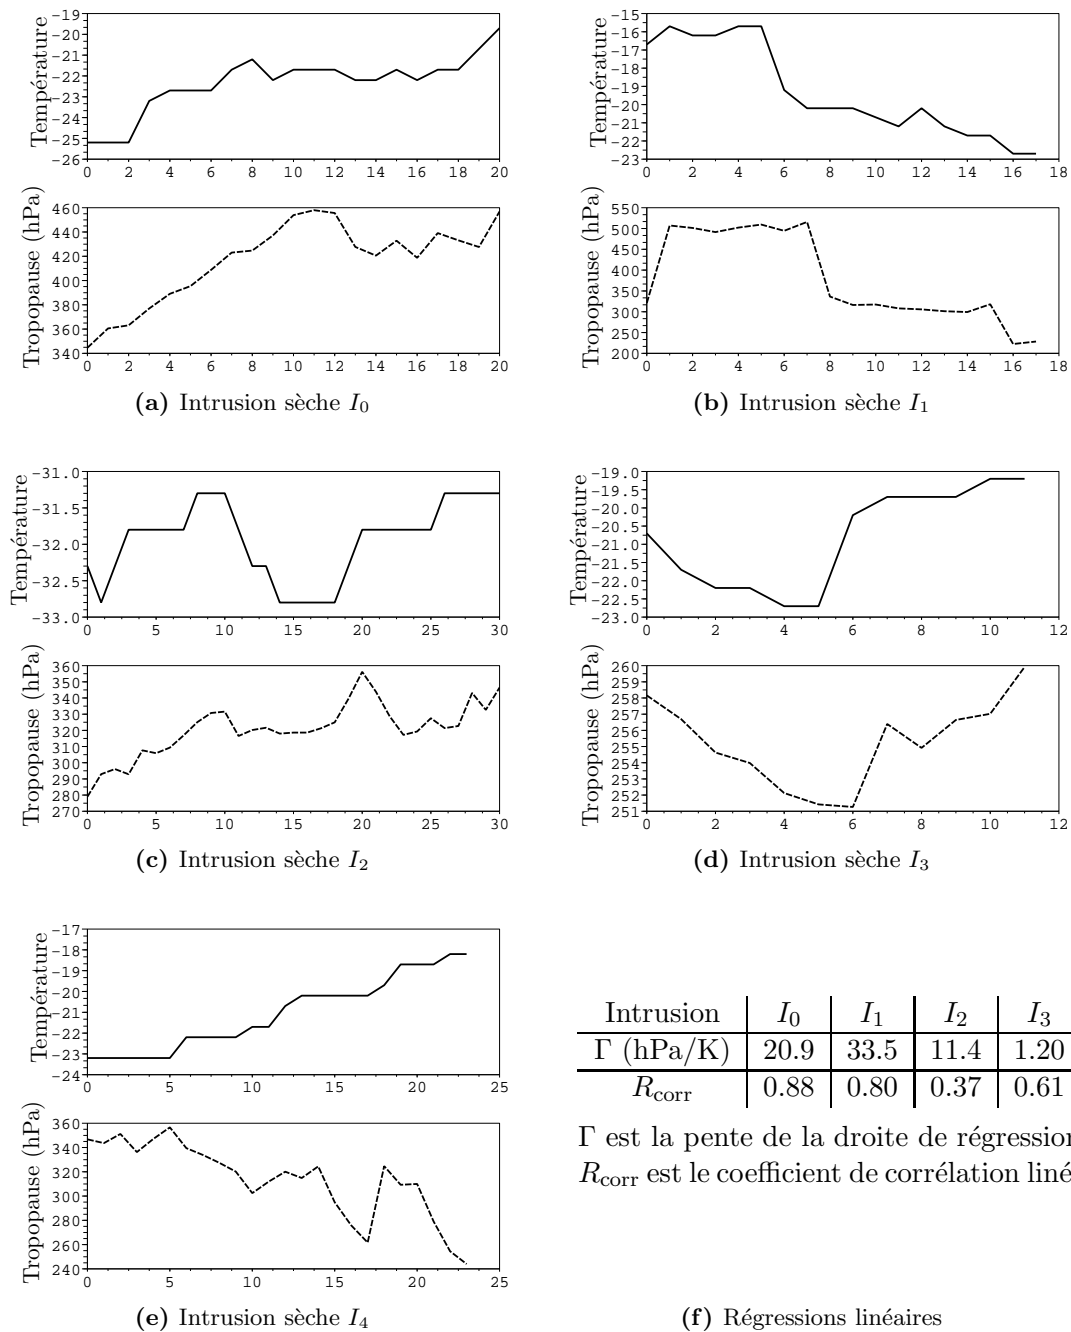 Température
-19
-20
-21
-22
-23
-24
-25
-26
0 2 4 6 8 10 12 14 16 18 20
Tropopause (hPa)
460
440
420
400
380
360
340
0 2 4 6 8 10 12 14 16 18 20
(a) Intrusion sèche I0
Température
-15
-16
-17
-18
-19
-20
-21
-22
-23
0 2 4 6 8 10 12 14 16 18
Tropopause (hPa)
550
500
450
400
350
300
250
200
0 2 4 6 8 10 12 14 16 18
(b) Intrusion sèche I1
Température
-31.0
-31.5
-32.0
-32.5
-33.0
0 5 10 15 20 25 30
Tropopause (hPa)
360
350
340
330
320
310
300
290
280
270
0 5 10 15 20 25 30
(c) Intrusion sèche I2
Température
-19.0
-19.5
-20.0
-20.5
-21.0
-21.5
-22.0
-22.5
-23.0
0 2 4 6 8 10 12
Tropopause (hPa)
260
259
258
257
256
255
254
253
252
251
0 2 4 6 8 10 12
(d) Intrusion sèche I3
Température
-17
-18
-19
-20
-21
-22
-23
-24
0 5 10 15 20 25
Tropopause (hPa)
360
340
320
300
280
260
240
0 5 10 15 20 25
(e) Intrusion sèche I4
Intrusion I0 I1 I2 I3
Γ (hPa/K) 20.9 33.5 11.4 1.20
Rcorr 0.88 0.80 0.37 0.61
Γ est la pente de la droite de régression
Rcorr est le coefficient de corrélation liné
(f) Régressions linéaires